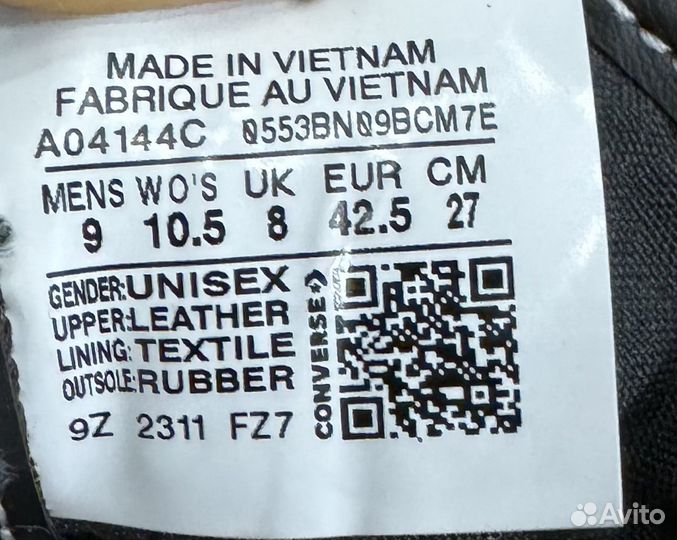 MADE IN VIETNAM
FABRIQUE AU VIETNAM
A04144C 0553BN09BCM7E
MENS WO'S UK EUR CM
9 10.5 8 42.5 27
GENDER:UNISEX
UPPER:LEATHER
LINING:TEXTILE
OUTSOLE:RUBBER
9Z 2311 FZ7
CONVERSE
Avito